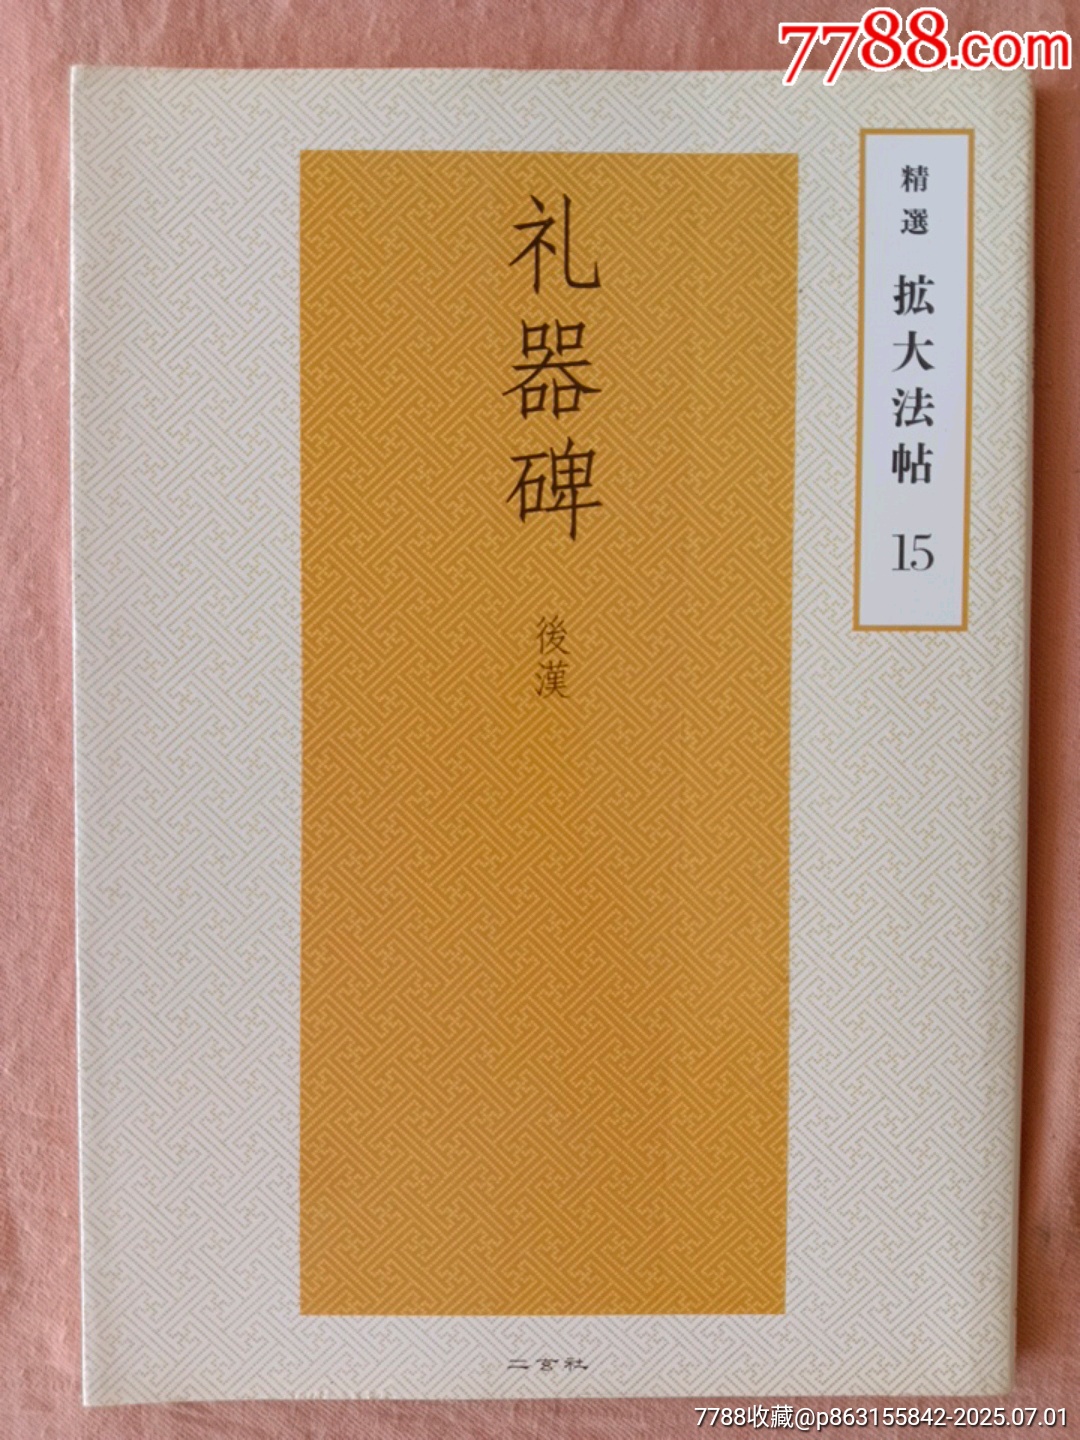 7788.com
精選 拡大法帖 15
礼器碑
後漢
二玄社
7788收藏@p863155842-2025.07.01